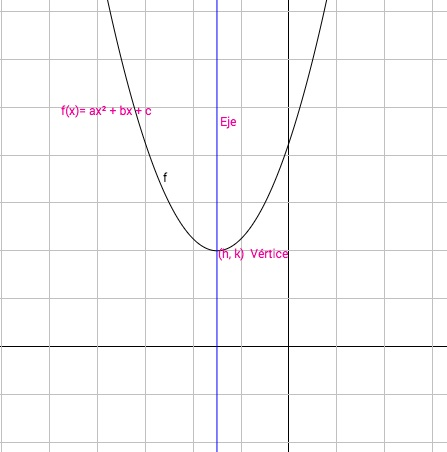 f(x)= ax² + bx + c
Eje
f
(h, k) Vértice